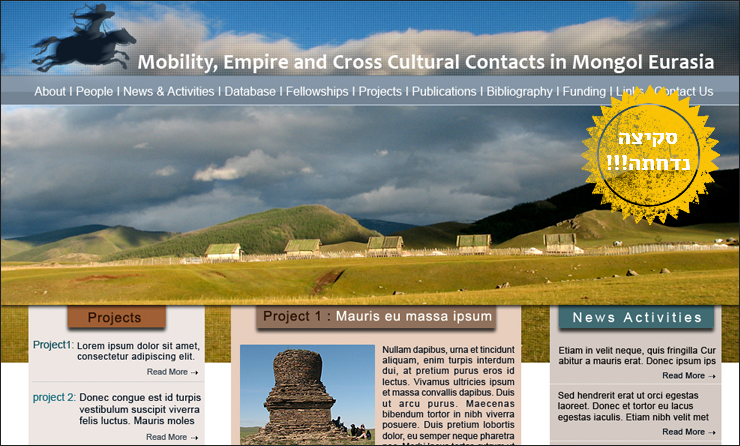 Mobility, Empire and Cross Cultural Contacts in Mongol Eurasia
About I People I News & Activities I Database I Fellowships I Projects I Publications I Bibliography I Funding I Links I Contact Us
סקיצה
נדחתה!!!
Projects
Project1: Lorem ipsum dolor sit amet,
consectetur adipiscing elit.
Read More →
project 2: Donec congue est id turpis
vestibulum suscipit viverra
felis luctus. Mauris moles
Read More →
Project 1 : Mauris eu massa ipsum
Nullam dapibus, urna et tincidunt
aliquam, enim turpis interdum
dui, at pretium purus eros id
lectus. Vivamus ultricies ipsum
et massa convallis dapibus. Duis
ut arcu purus. Maecenas
bibendum tortor in nibh viverra
posuere. Duis pretium lobortis
dolor, eu semper neque pharetra
News Activities
Etiam in velit neque, quis fringilla Cur
abitur a mauris erat. Donec ipsum ips
Read More →
Sed hendrerit erat ut orci egestas
laoreet. Donec et tortor eu lacus
egestas iaculis. Etiam nibh velit met
Read More →